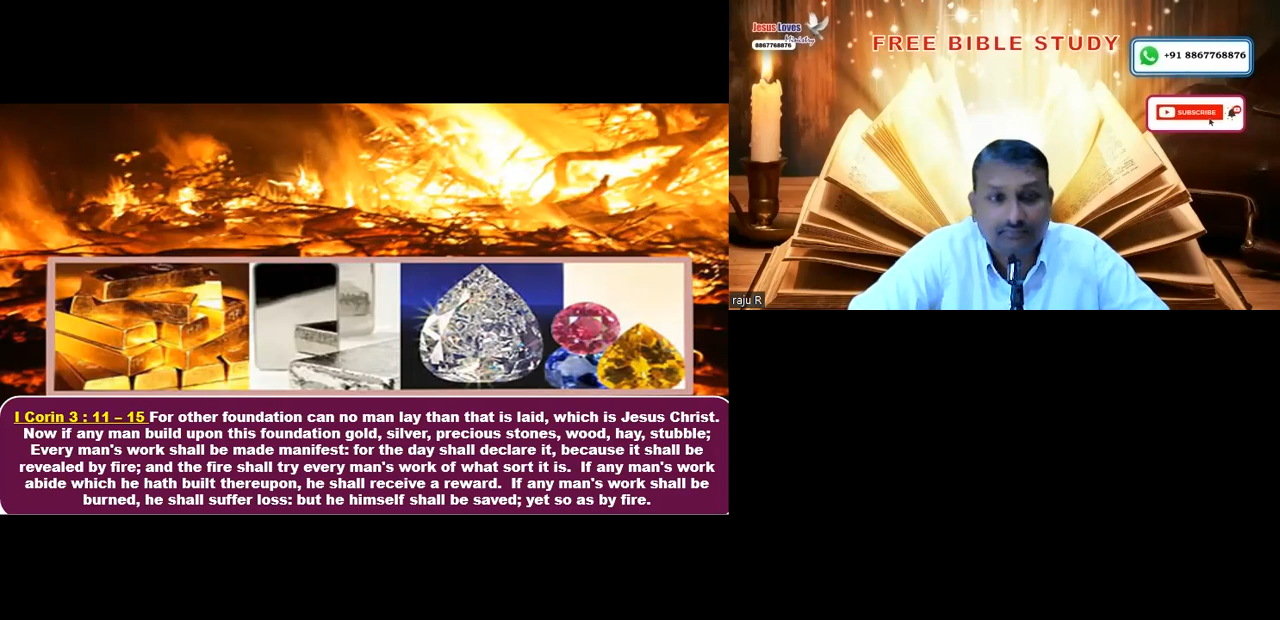 I Corin 3 : 11 – 15 For other foundation can no man lay than that is laid, which is Jesus Christ.
Now if any man build upon this foundation gold, silver, precious stones, wood, hay, stubble;
Every man's work shall be made manifest: for the day shall declare it, because it shall be
revealed by fire; and the fire shall try every man's work of what sort it is.  If any man's work
abide which he hath built thereupon, he shall receive a reward.  If any man's work shall be
burned, he shall suffer loss: but he himself shall be saved; yet so as by fire.
Jesus Loves
Ministry
8867768876
FREE BIBLE STUDY
+91 8867768876
SUBSCRIBE
raju R